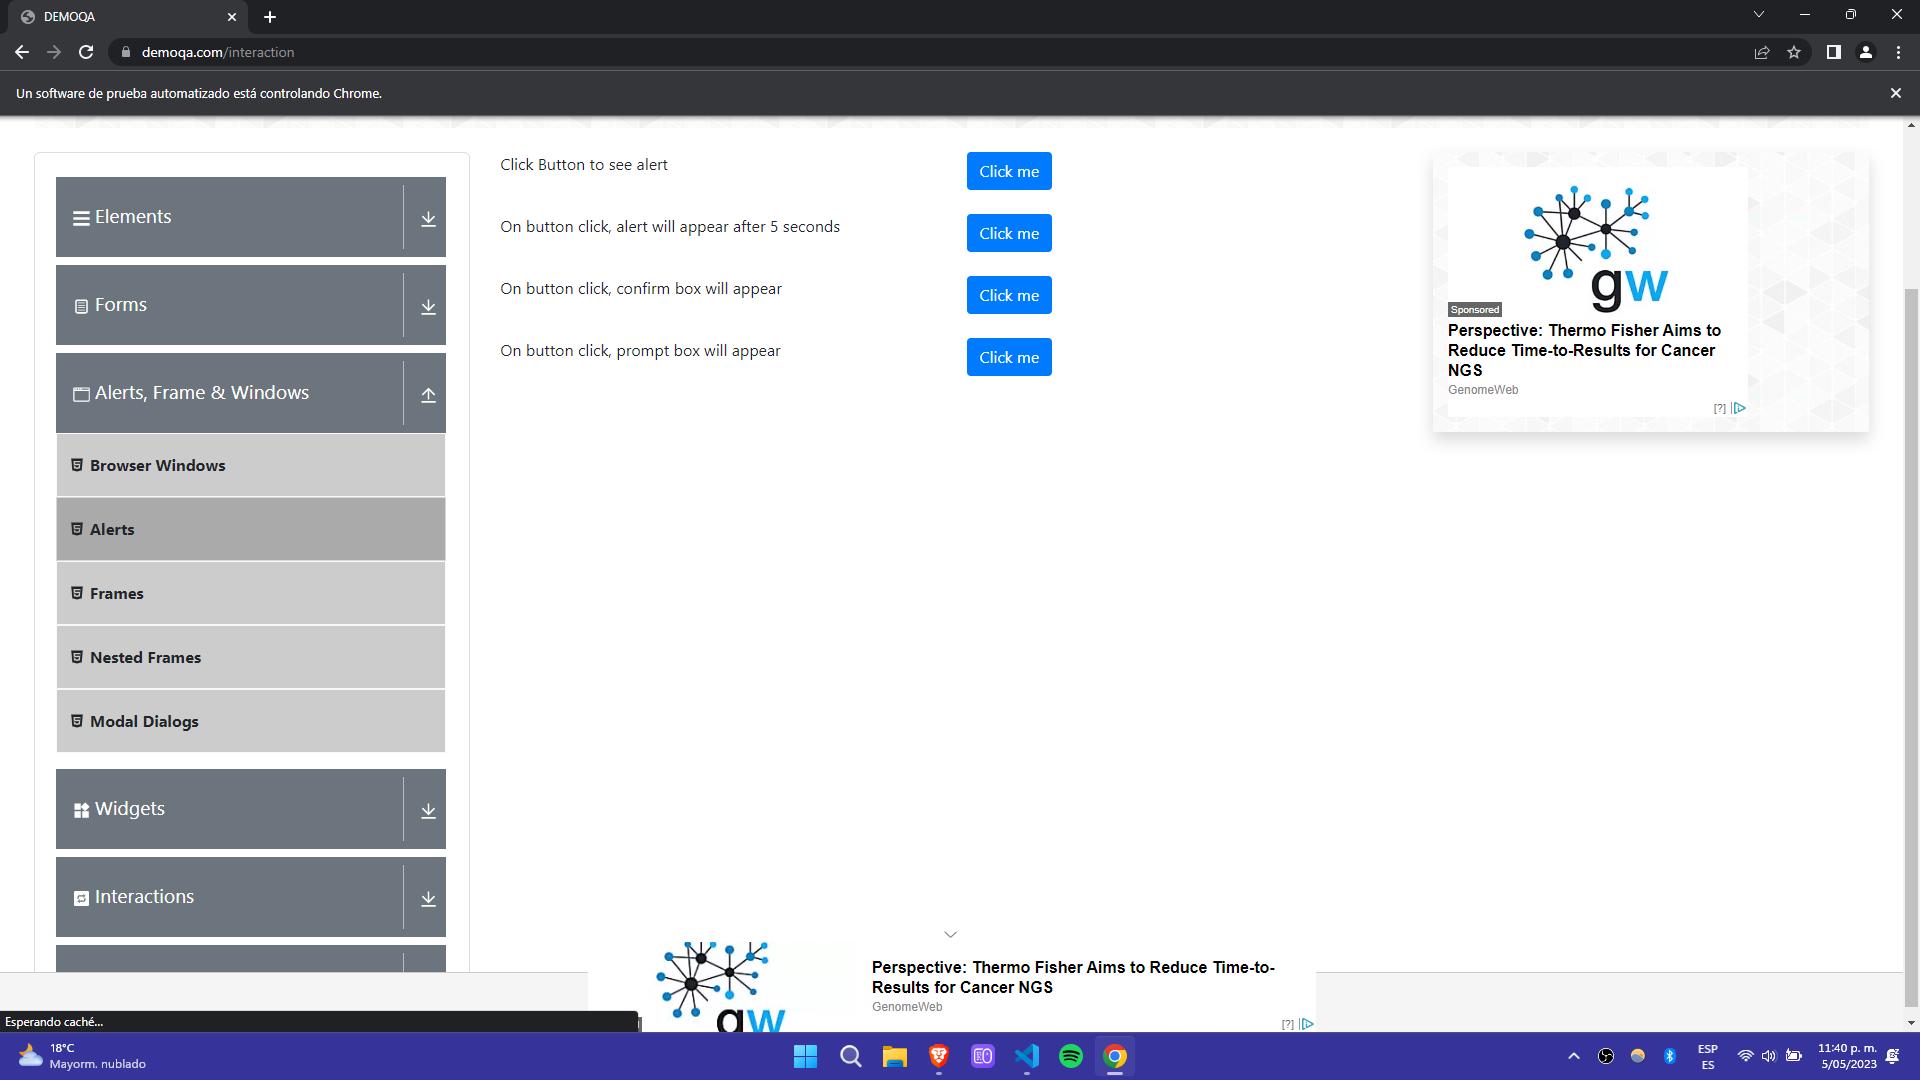 DEMOQA
demoqa.com/interaction
Un software de prueba automatizado está controlando Chrome.
Elements
Forms
Alerts, Frame & Windows
Browser Windows
Alerts
Frames
Nested Frames
Modal Dialogs
Widgets
Interactions
Click Button to see alert
Click me
On button click, alert will appear after 5 seconds
Click me
On button click, confirm box will appear
Click me
On button click, prompt box will appear
Click me
gw
Sponsored
Perspective: Thermo Fisher Aims to
Reduce Time-to-Results for Cancer
NGS
GenomeWeb
[?]
gw
Perspective: Thermo Fisher Aims to Reduce Time-to-
Results for Cancer NGS
GenomeWeb
[?]
Esperando caché...
18°C
Mayorm. nublado
ESP
ES
11:40 p. m.
5/05/2023